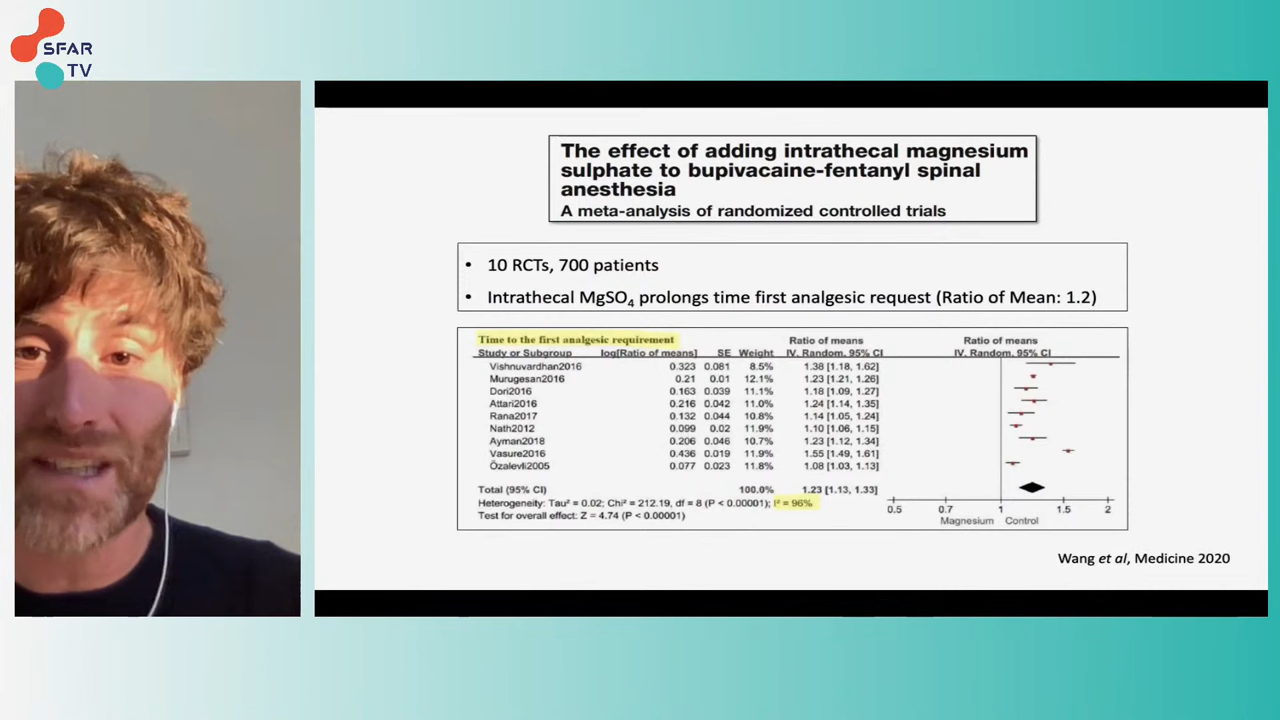 SFAR
TV
The effect of adding intrathecal magnesium
sulphate to bupivacaine-fentanyl spinal
anesthesia
A meta-analysis of randomized controlled trials
• 10 RCTs, 700 patients
• Intrathecal MgSO₄ prolongs time first analgesic request (Ratio of Mean: 1.2)
Time to the first analgesic requirement Ratio of means Ratio of means
Study or Subgroup log[Ratio of means] SE Weight IV. Random. 95% CI IV. Random. 95% CI
Vishnuvardhan2016 0.323 0.081 8.5% 1.38 [1.18, 1.62]
Murugesan2016 0.21 0.01 12.1% 1.23 [1.21, 1.26]
Dori2016 0.163 0.039 11.1% 1.18 [1.09, 1.27]
Attari2016 0.216 0.042 11.0% 1.24 [1.14, 1.35]
Rana2017 0.132 0.044 10.8% 1.14 [1.05, 1.24]
Nath2012 0.099 0.02 11.9% 1.10 [1.06, 1.15]
Ayman2018 0.206 0.046 10.7% 1.23 [1.12, 1.34]
Vasure2016 0.436 0.019 11.9% 1.55 [1.49, 1.61]
Özalevli2005 0.077 0.023 11.8% 1.08 [1.03, 1.13]
Total (95% CI) 100.0% 1.23 [1.13, 1.33]
Heterogeneity: Tau² = 0.02; Chi² = 212.19, df = 8 (P < 0.00001); I² = 96%
Test for overall effect: Z = 4.74 (P < 0.00001)
0.5 0.7 1 1.5 2
Magnesium Control
Wang et al, Medicine 2020